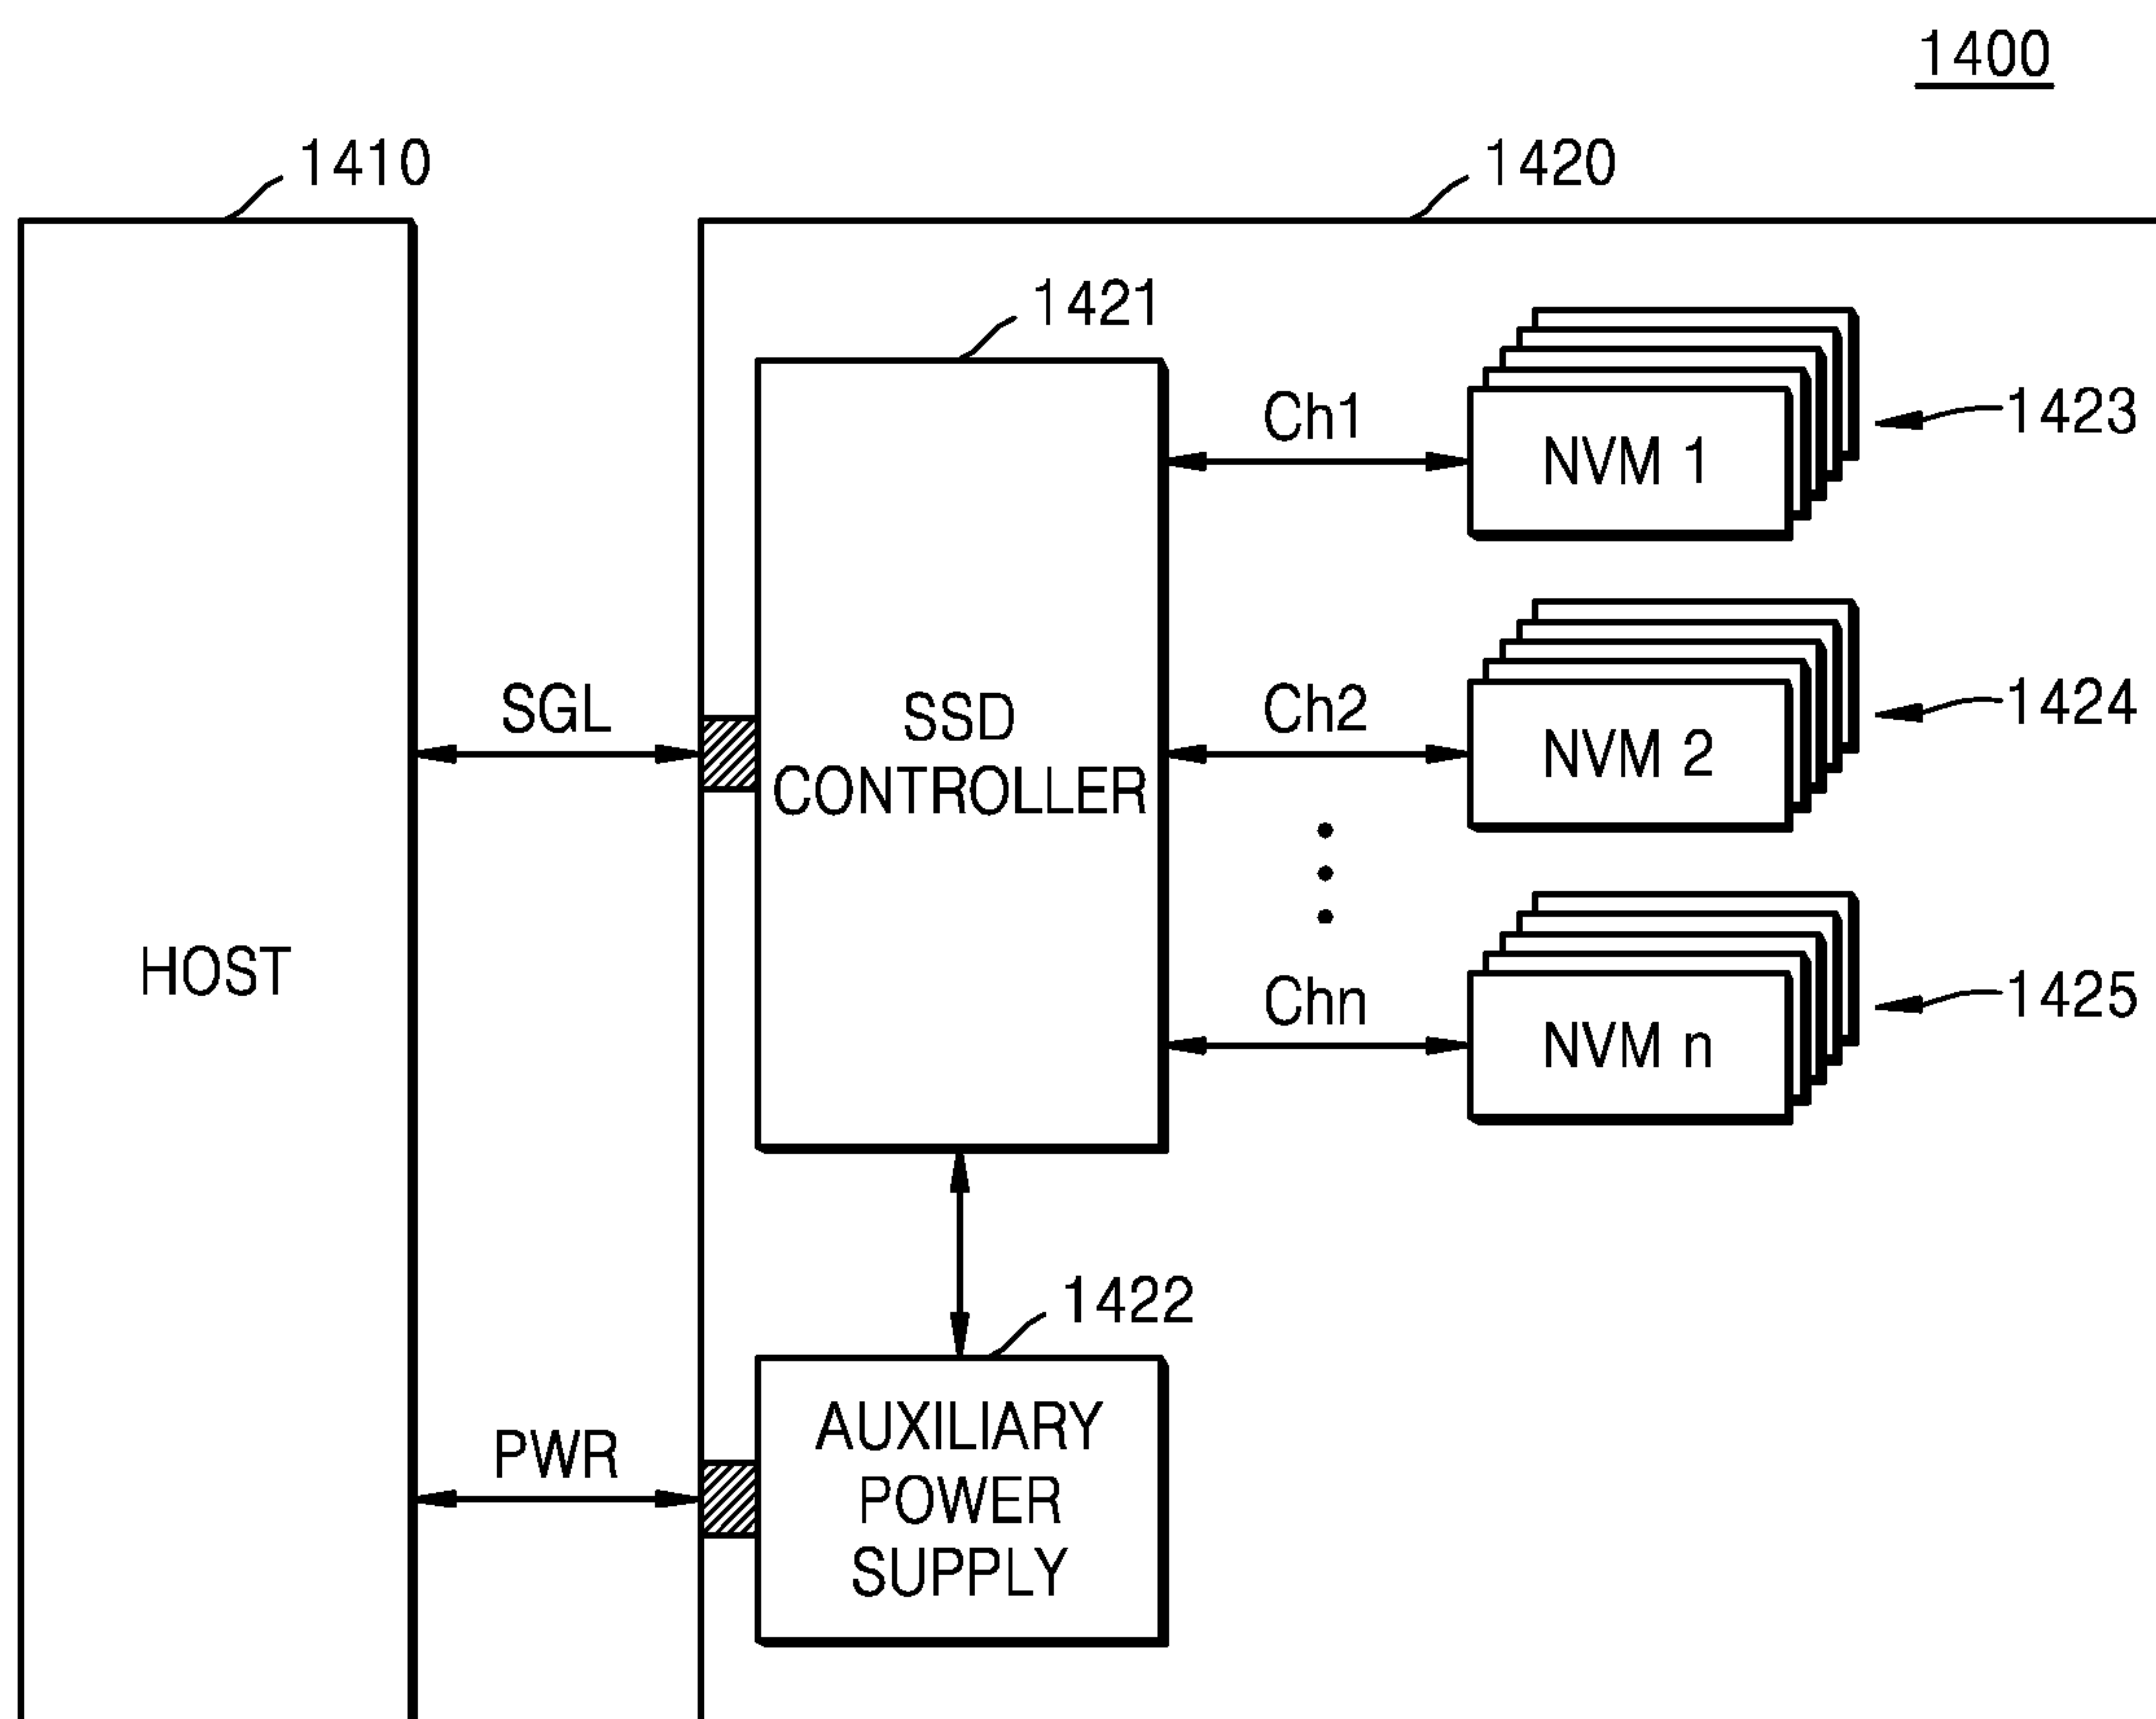 1400
1410
1420
1421
Ch1
NVM 1
1423
SGL
SSD
CONTROLLER
Ch2
NVM 2
1424
HOST
Chn
NVM n
1425
1422
PWR
AUXILIARY
POWER
SUPPLY